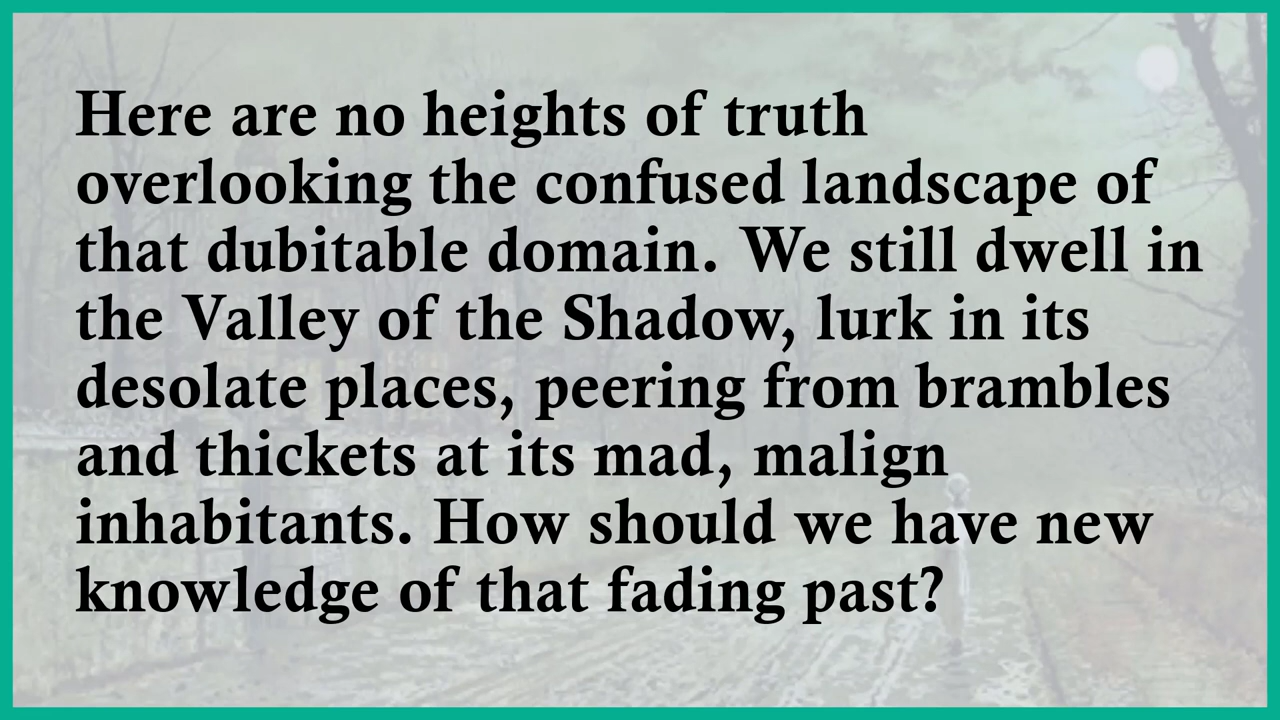 Here are no heights of truth
overlooking the confused landscape of
that dubitable domain. We still dwell in
the Valley of the Shadow, lurk in its
desolate places, peering from brambles
and thickets at its mad, malign
inhabitants. How should we have new
knowledge of that fading past?